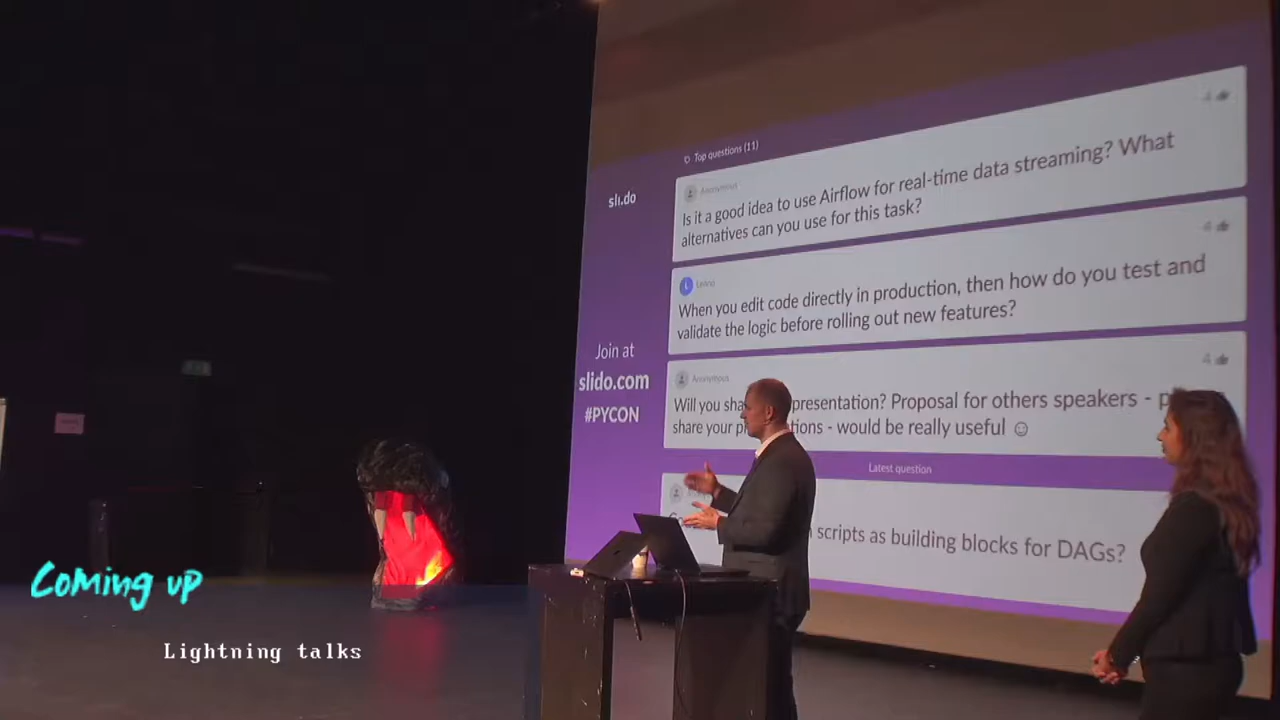 Top questions (11)
sli.do
4
Anonymous
Is it a good idea to use Airflow for real-time data streaming? What
alternatives can you use for this task?
4
When you edit code directly in production, then how do you test and
validate the logic before rolling out new features?
Join at
slido.com
#PYCON
4
Anonymous
Will you presentation? Proposal for others speakers -
share your - would be really useful ☺
Latest question
scripts as building blocks for DAGs?
Coming up
Lightning talks